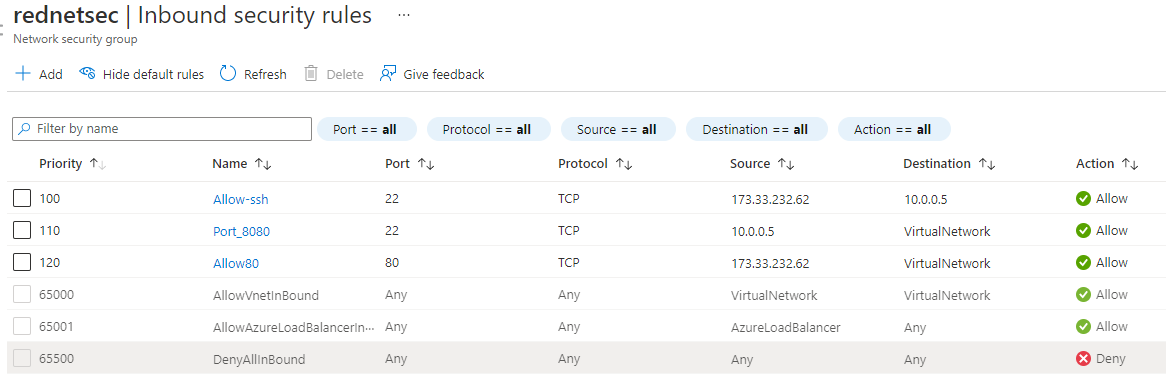 rednetsec | Inbound security rules ...
Network security group
Add Hide default rules Refresh Delete Give feedback
Filter by name Port == all Protocol == all Source == all Destination == all Action == all
Priority Name Port Protocol Source Destination Action
100 Allow-ssh 22 TCP 173.33.232.62 10.0.0.5 Allow
110 Port_8080 22 TCP 10.0.0.5 VirtualNetwork Allow
120 Allow80 80 TCP 173.33.232.62 VirtualNetwork Allow
65000 AllowVnetInBound Any Any VirtualNetwork VirtualNetwork Allow
65001 AllowAzureLoadBalancerIn... Any Any AzureLoadBalancer Any Allow
65500 DenyAllInBound Any Any Any Any Deny